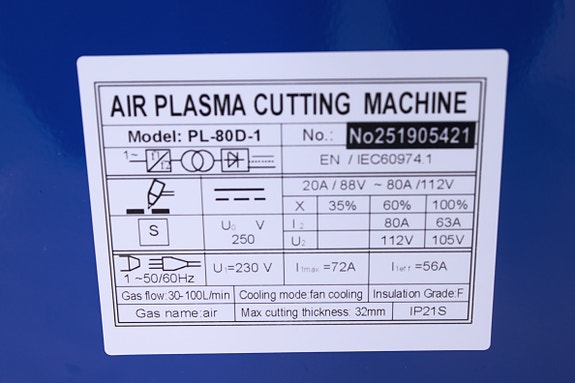 AIR PLASMA CUTTING MACHINE
Model: PL-80D-1 No.: No251905421
1~ EN / IEC60974.1
20A / 88V ~ 80A /112V
X 35% 60% 100%
S U₀ V I₂ 80A 63A
250 U₂ 112V 105V
1 ~50/60Hz U₁=230 V I1max =72A I1eff =56A
Gas flow:30-100L/min Cooling mode:fan cooling Insulation Grade:F
Gas name:air Max cutting thickness: 32mm IP21S